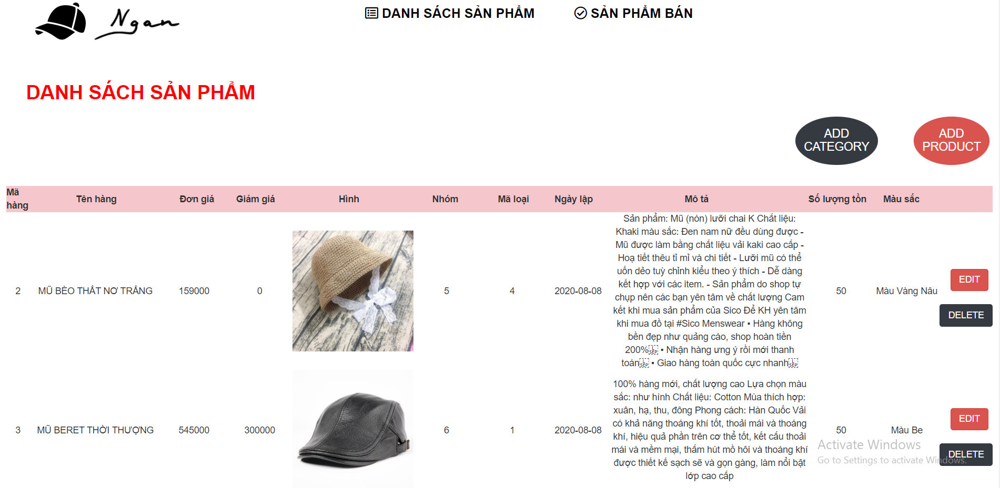 Ngan
DANH SÁCH SẢN PHẨM
SẢN PHẨM BÁN
DANH SÁCH SẢN PHẨM
ADD
CATEGORY
ADD
PRODUCT
Mã
hàng
Tên hàng
Đơn giá
Giảm giá
Hình
Nhóm
Mã loại
Ngày lập
Mô tả
Số lượng tồn
Màu sắc
2
MŨ BÈO THẮT NƠ TRẮNG
159000
0
5
4
2020-08-08
Sản phẩm: Mũ (nón) lưỡi chai K Chất liệu:
Khaki màu sắc: Đen nam nữ đều dùng được -
Mũ được làm bằng chất liệu vải kaki cao cấp -
Hoạ tiết thêu tỉ mỉ và chi tiết - Lưỡi mũ có thể
uốn dẻo tuỳ chỉnh kiểu theo ý thích - Dễ dàng
kết hợp với các item. - Sản phẩm do shop tự
chụp nên các bạn yên tâm về chất lượng Cam
kết khi mua sản phẩm của Sico Để KH yên tâm
khi mua đồ tại #Sico Menswear ▪ Hàng không
bền đẹp như quảng cáo, shop hoàn tiền
200% L SEP ▪ Nhận hàng ưng ý rồi mới thanh
toán L SEP ▪ Giao hàng toàn quốc cực nhanh L SEP
50
Màu Vàng Nâu
EDIT
DELETE
3
MŨ BERET THỜI THƯỢNG
545000
300000
6
1
2020-08-08
100% hàng mới, chất lượng cao Lựa chọn màu
sắc: như hình Chất liệu: Cotton Mùa thích hợp:
xuân, hạ, thu, đông Phong cách: Hàn Quốc Vải
có khả năng thoáng khí tốt, thoải mái và thoáng
khí, hiệu quả phần trên cơ thể tốt, kết cấu thoải
mái và mềm mại, thấm hút mồ hôi và thoáng khí
được thiết kế sạch sẽ và gọn gàng, làm nổi bật
lớp cao cấp
50
Màu Be
EDIT
DELETE
Activate Windows
Go to Settings to activate Windows.